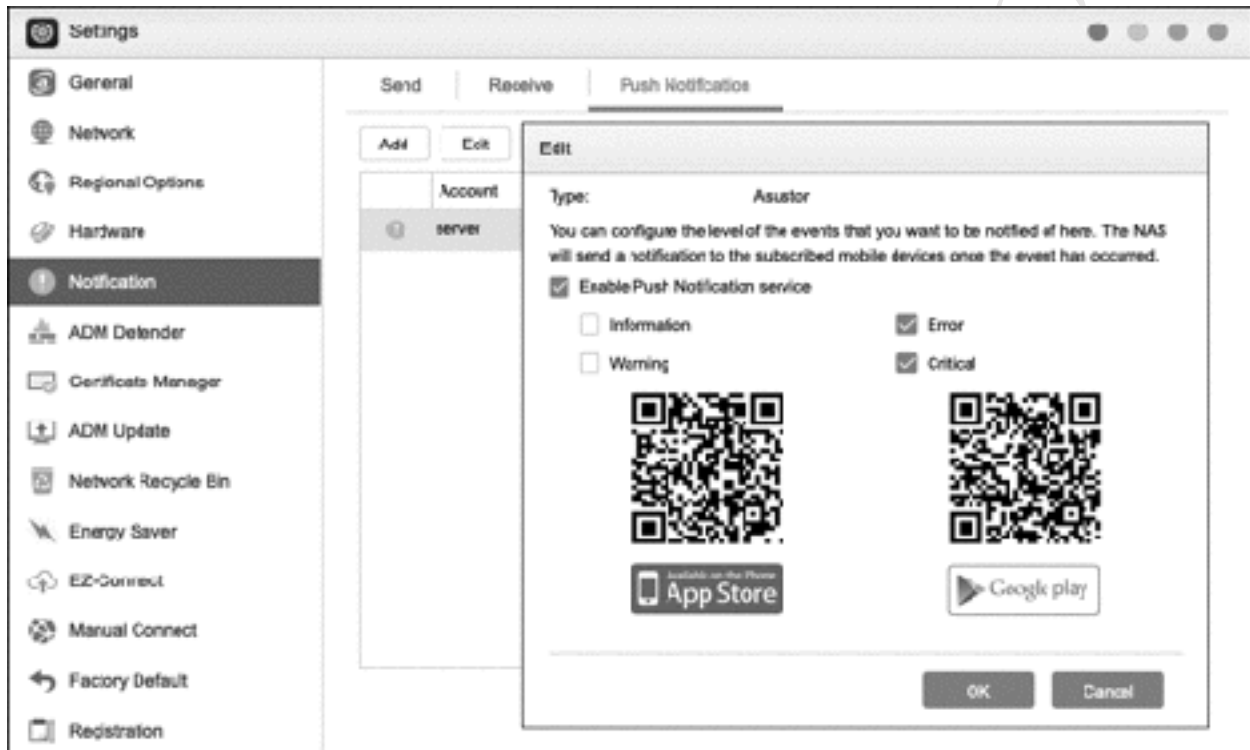 Settings
General
Network
Regional Options
Hardware
Notification
ADM Defender
Certificate Manager
ADM Update
Network Recycle Bin
Energy Saver
EZ-Connect
Manual Connect
Factory Default
Registration
Send Receive Push Notification
Add Edit
Account
server
Edit
Type: Asustor
You can configure the level of the events that you want to be notified of here. The NAS
will send a notification to the subscribed mobile devices once the event has occurred.
Enable Push Notification service
Information Error
Warning Critical
Available on the iPhone
App Store
Google play
OK Cancel